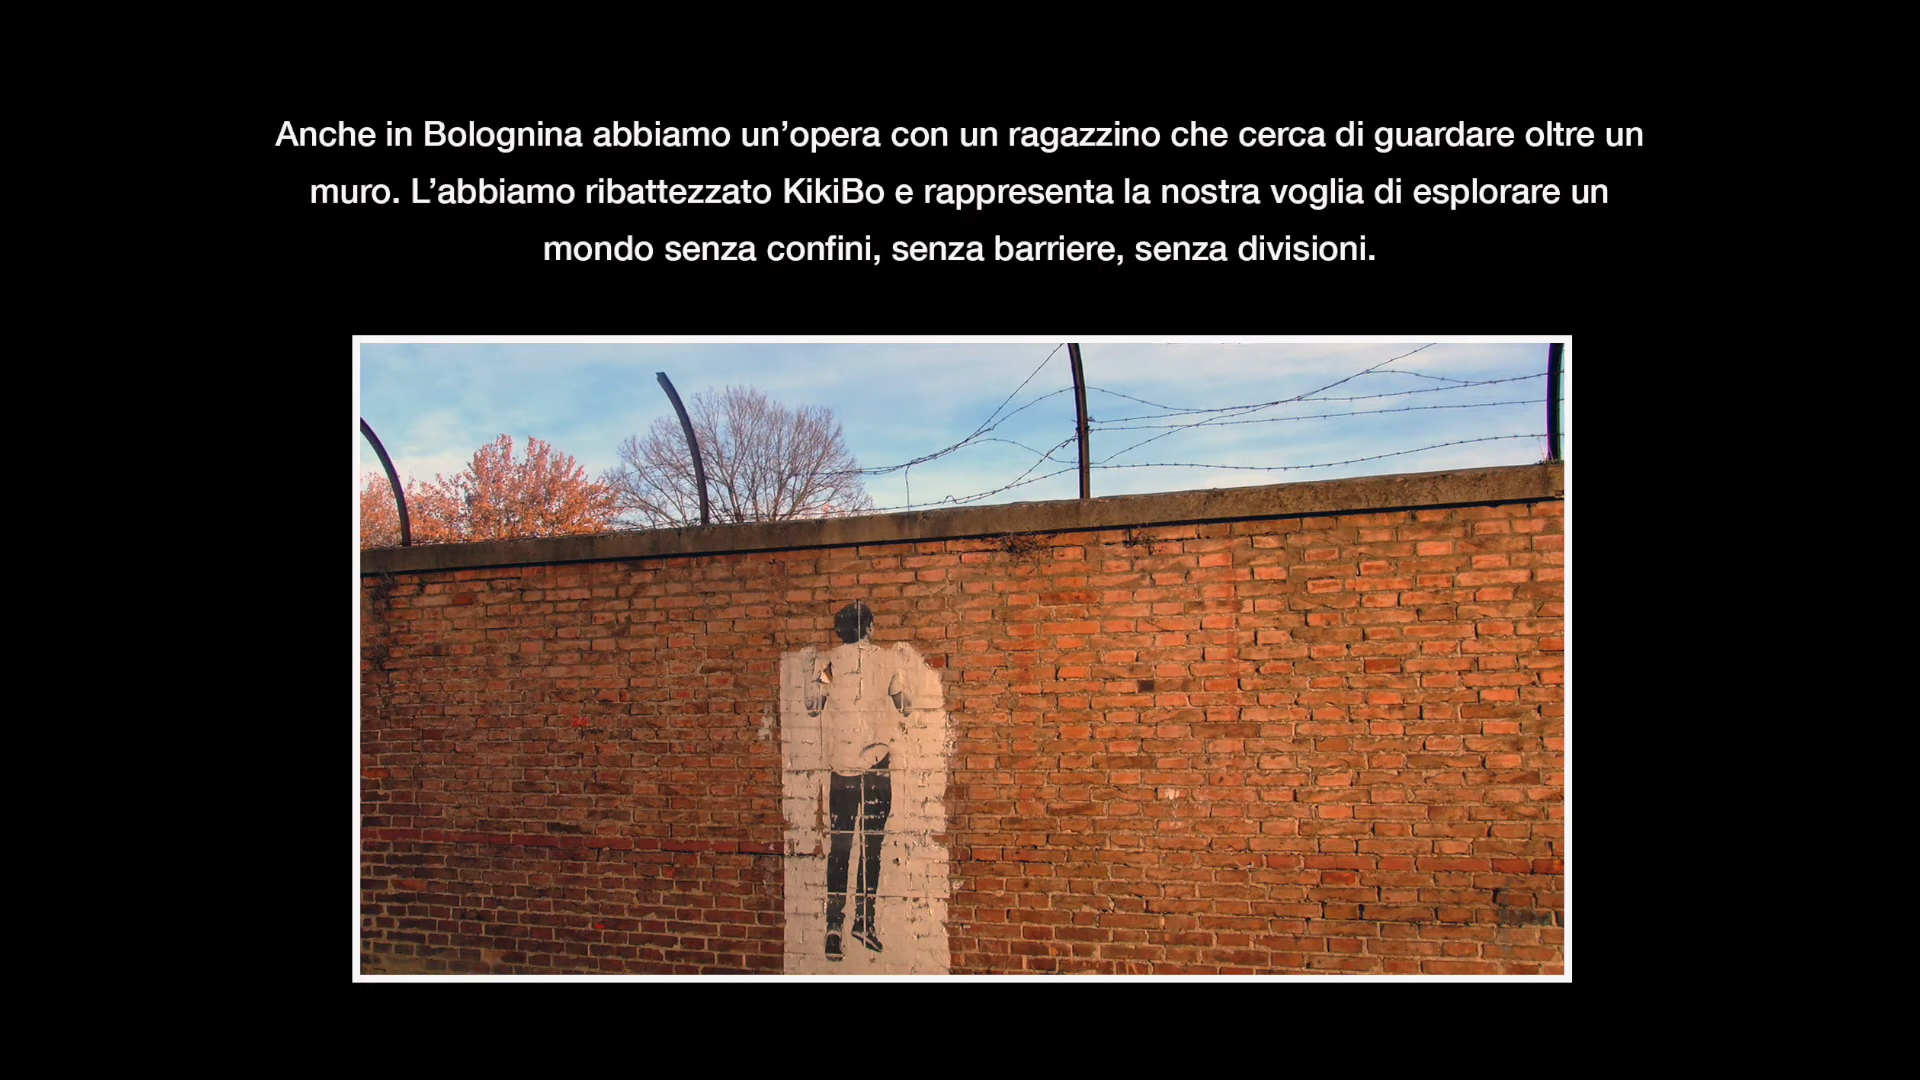 Anche in Bolognina abbiamo un’opera con un ragazzino che cerca di guardare oltre un
muro. L’abbiamo ribattezzato KikiBo e rappresenta la nostra voglia di esplorare un
mondo senza confini, senza barriere, senza divisioni.